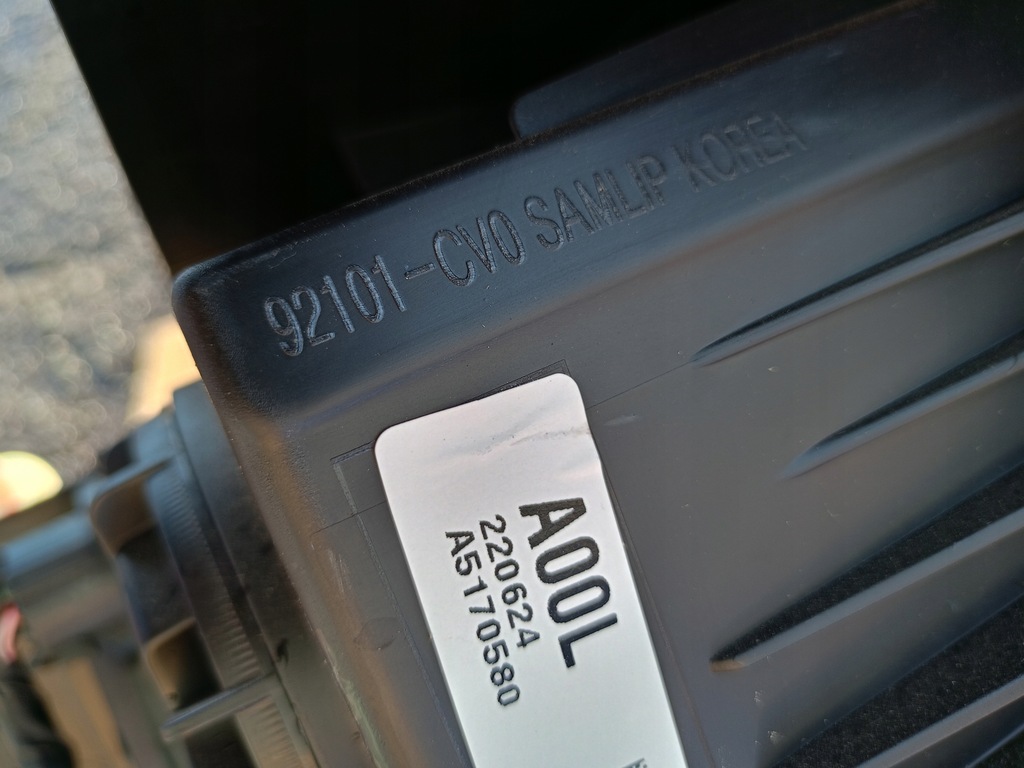 92101-CV0 SAMLIP KOREA
A00L
220624
A5170580